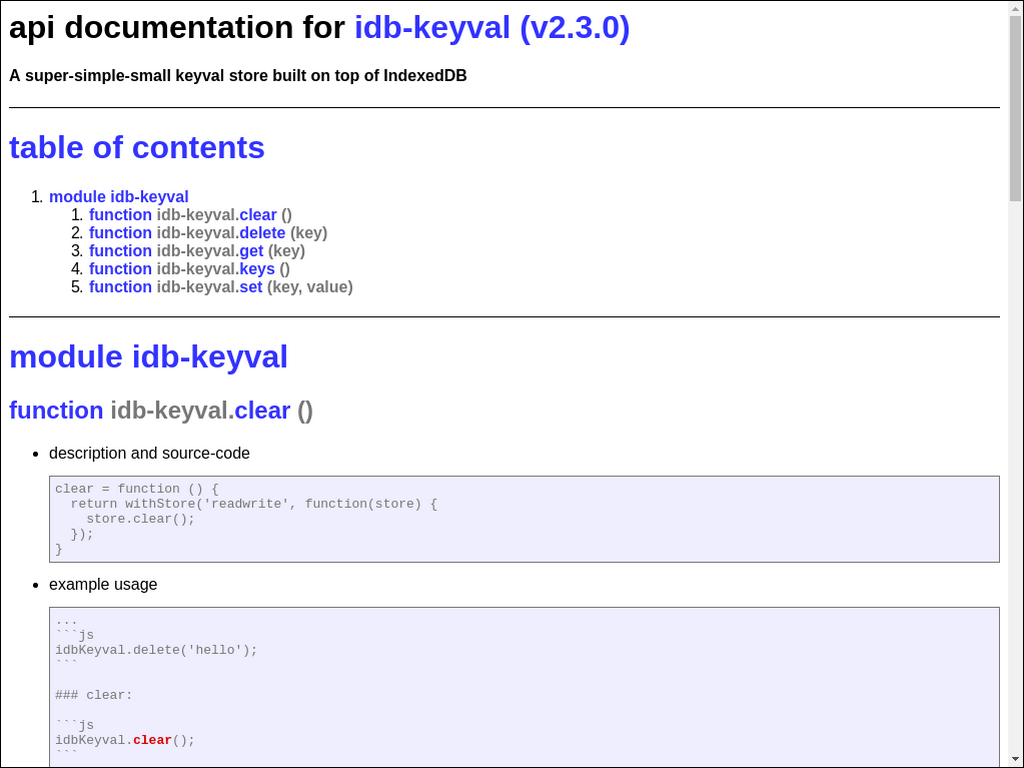 api documentation for idb-keyval (v2.3.0)
A super-simple-small keyval store built on top of IndexedDB
table of contents
1. module idb-keyval
1. function idb-keyval.clear ()
2. function idb-keyval.delete (key)
3. function idb-keyval.get (key)
4. function idb-keyval.keys ()
5. function idb-keyval.set (key, value)
module idb-keyval
function idb-keyval.clear ()
• description and source-code
clear = function () {
  return withStore('readwrite', function(store) {
    store.clear();
  });
}
• example usage
...
```js
idbKeyval.delete('hello');
```
### clear:
```js
idbKeyval.clear();
```